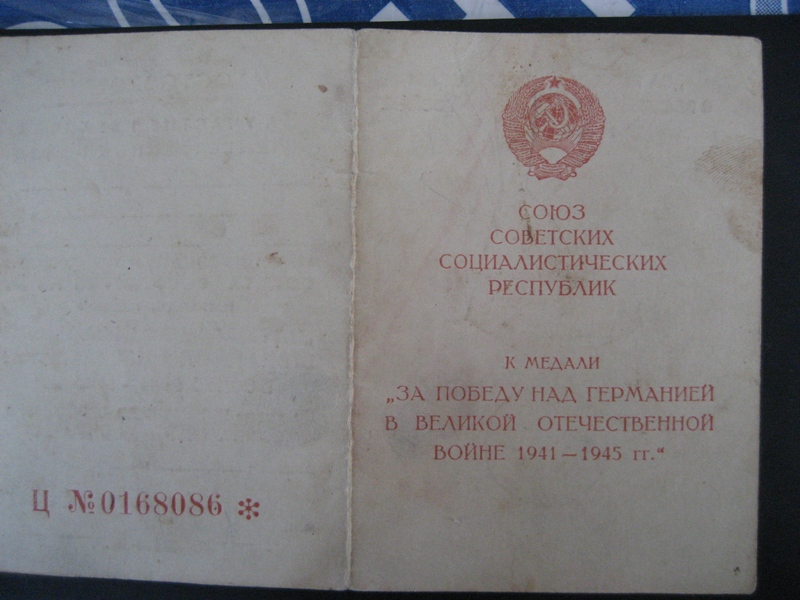 Ц №0168086 *
СОЮЗ
СОВЕТСКИХ
СОЦИАЛИСТИЧЕСКИХ
РЕСПУБЛИК
К МЕДАЛИ
„ЗА ПОБЕДУ НАД ГЕРМАНИЕЙ
В ВЕЛИКОЙ ОТЕЧЕСТВЕННОЙ
ВОЙНЕ 1941—1945 гг.“